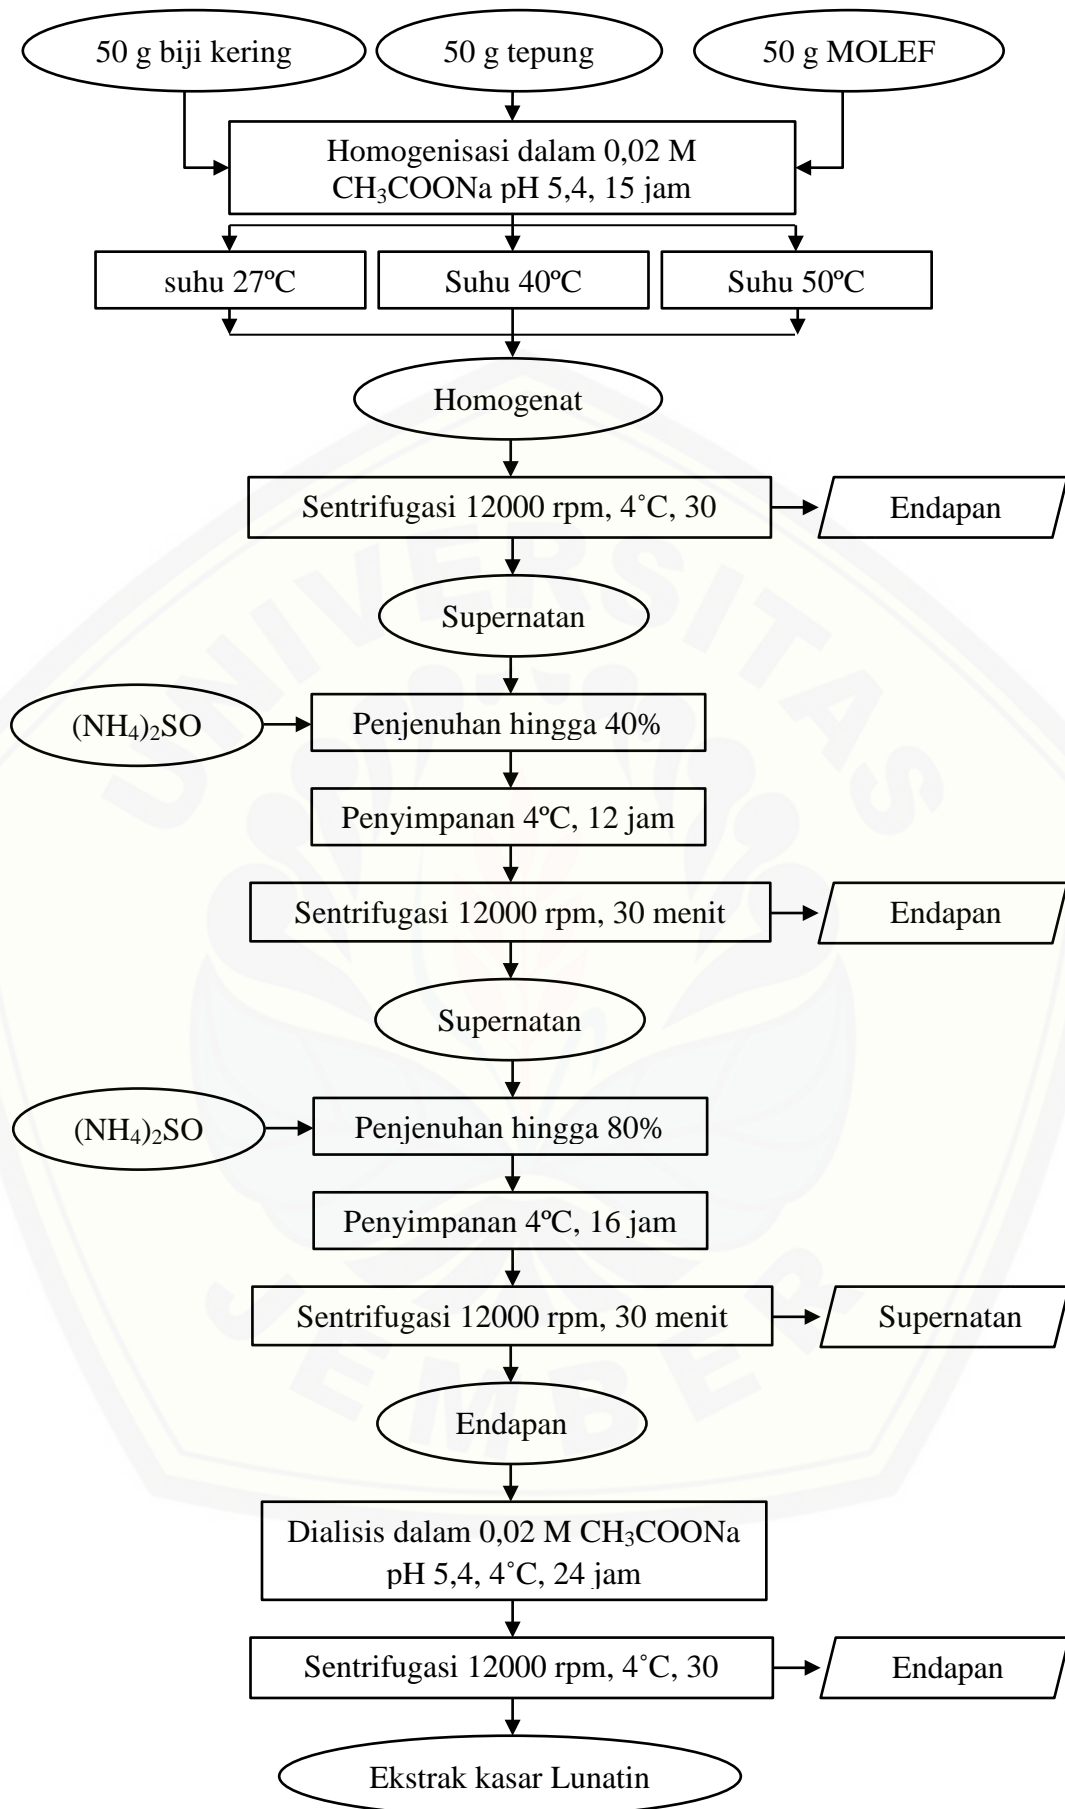 50 g biji kering
50 g tepung
50 g MOLEF
Homogenisasi dalam 0,02 M
CH₃COONa pH 5,4, 15 jam
suhu 27ºC
Suhu 40ºC
Suhu 50ºC
Homogenat
Sentrifugasi 12000 rpm, 4˚C, 30
Endapan
Supernatan
(NH₄)₂SO
Penjenuhan hingga 40%
Penyimpanan 4ºC, 12 jam
Sentrifugasi 12000 rpm, 30 menit
Endapan
Supernatan
(NH₄)₂SO
Penjenuhan hingga 80%
Penyimpanan 4ºC, 16 jam
Sentrifugasi 12000 rpm, 30 menit
Supernatan
Endapan
Dialisis dalam 0,02 M CH₃COONa
pH 5,4, 4˚C, 24 jam
Sentrifugasi 12000 rpm, 4˚C, 30
Endapan
Ekstrak kasar Lunatin
UNIVERSITAS
JEMBER